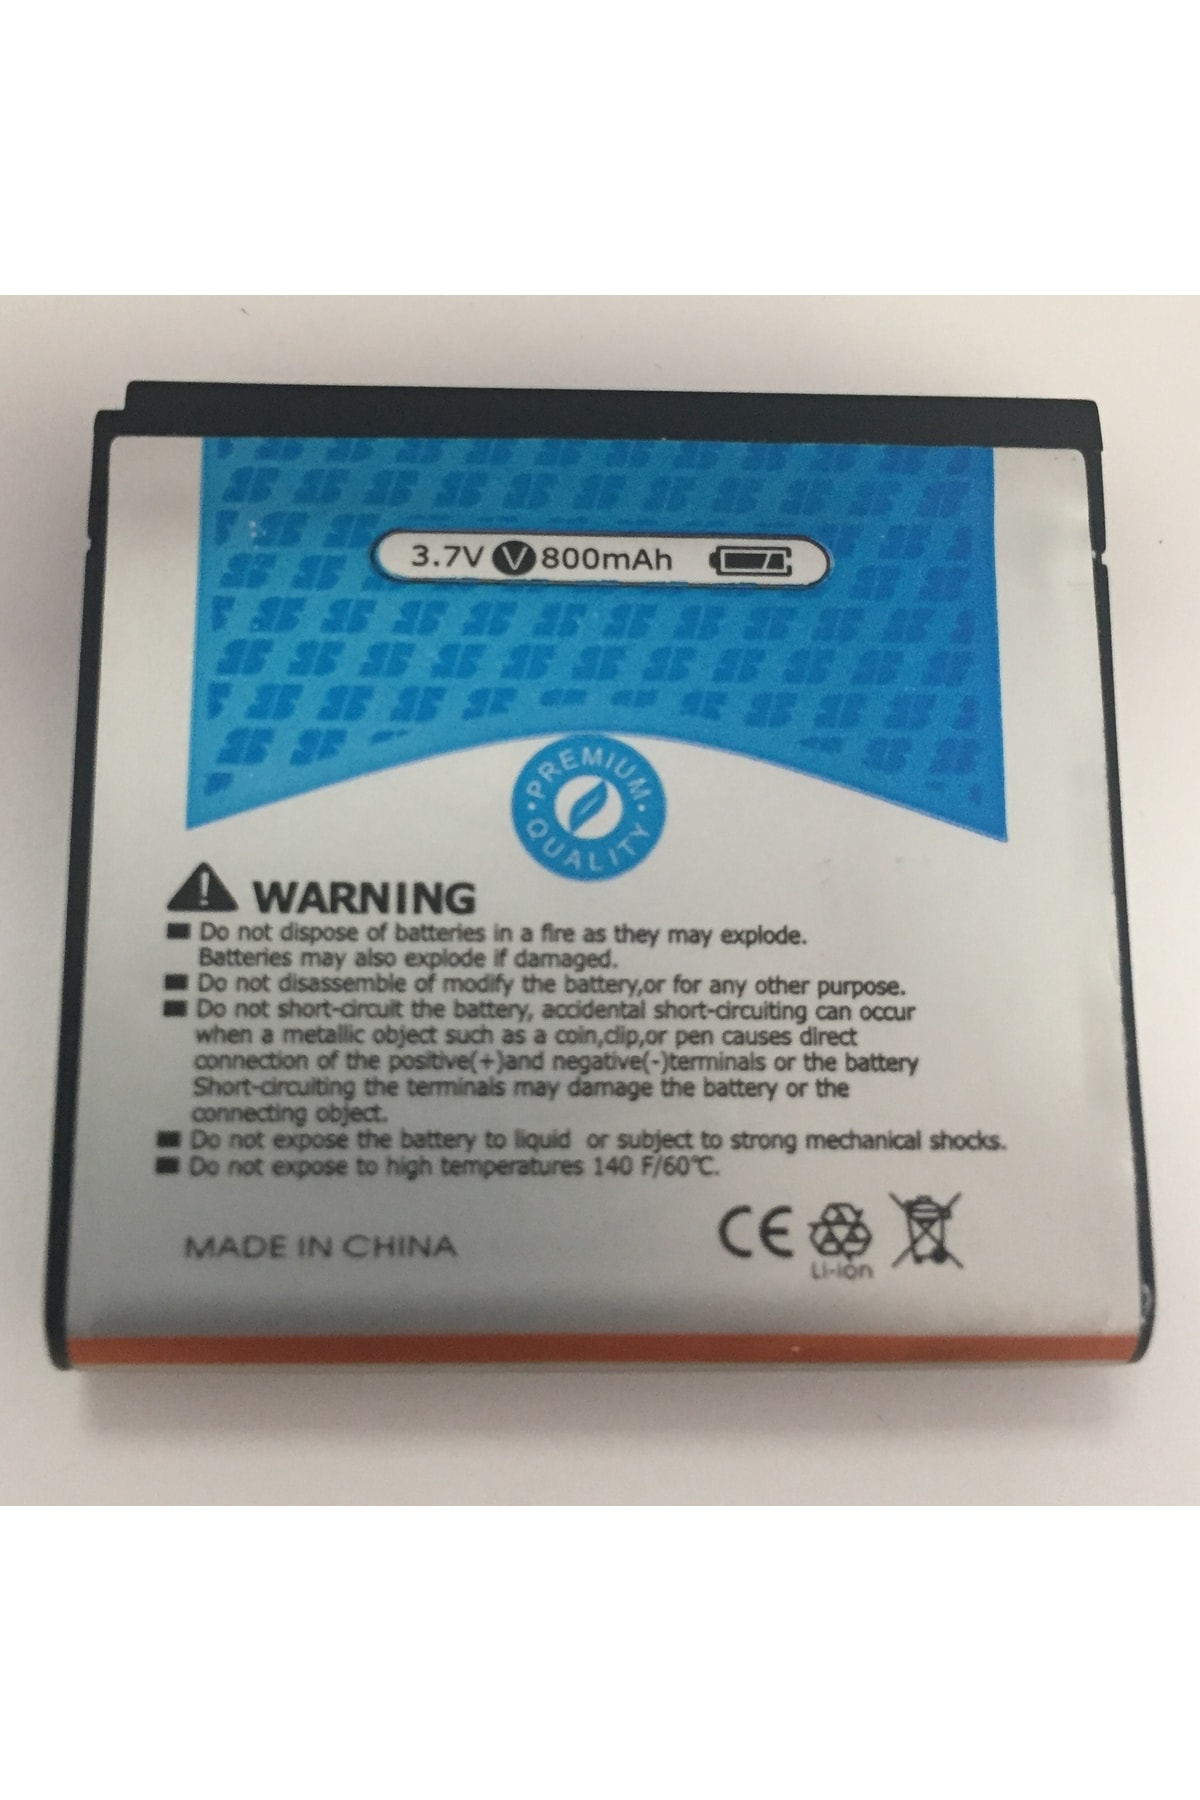 3.7V V 800mAh
PREMIUM
QUALITY
WARNING
Do not dispose of batteries in a fire as they may explode.
Batteries may also explode if damaged.
Do not disassemble of modify the battery,or for any other purpose.
Do not short-circuit the battery, accidental short-circuiting can occur
when a metallic object such as a coin,clip,or pen causes direct
connection of the positive(+)and negative(-)terminals or the battery
Short-circuiting the terminals may damage the battery or the
connecting object.
Do not expose the battery to liquid or subject to strong mechanical shocks.
Do not expose to high temperatures 140 F/60℃.
MADE IN CHINA
CE
Li-ion